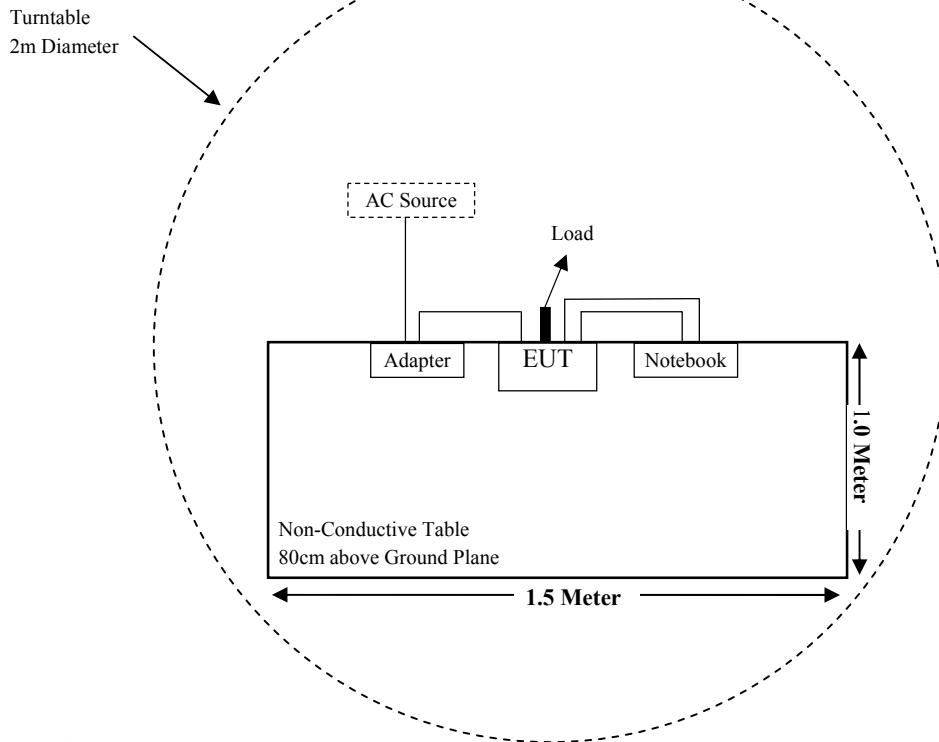 Turntable
2m Diameter
AC Source
Load
Adapter
EUT
Notebook
1.0 Meter
Non-Conductive Table
80cm above Ground Plane
1.5 Meter